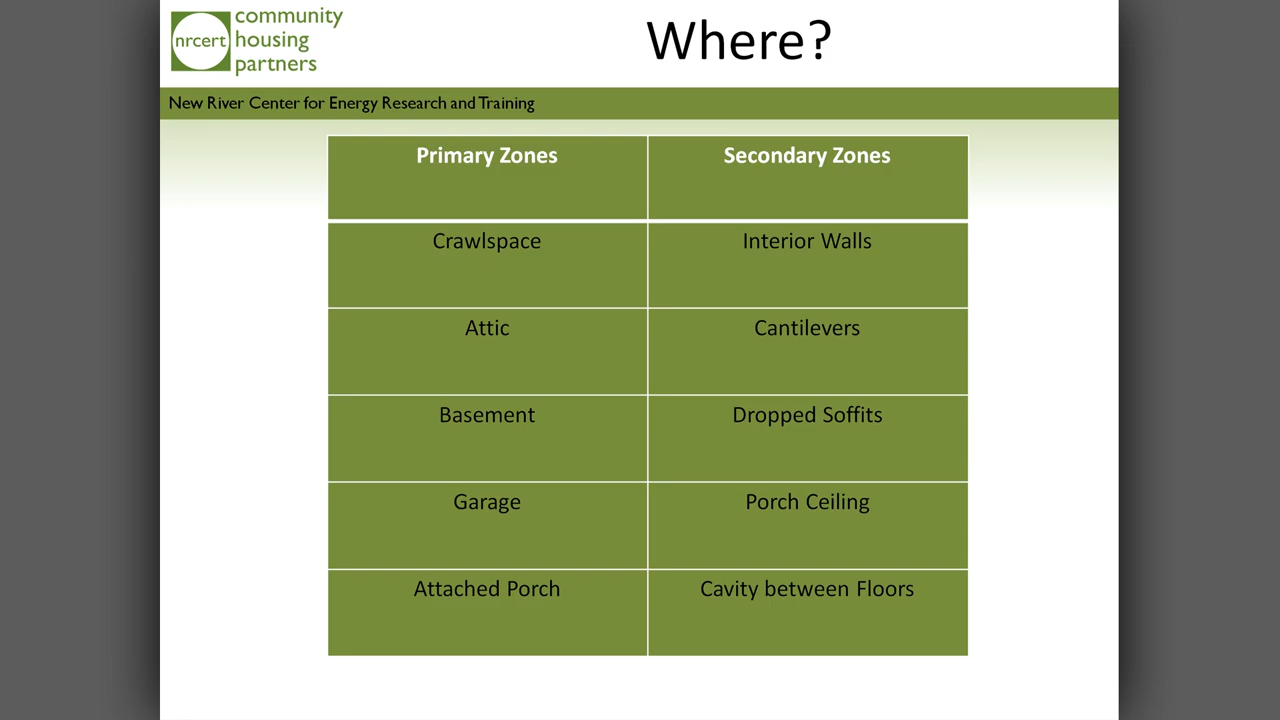 community
nrcert housing
partners
Where?
New River Center for Energy Research and Training
Primary Zones Secondary Zones
Crawlspace Interior Walls
Attic Cantilevers
Basement Dropped Soffits
Garage Porch Ceiling
Attached Porch Cavity between Floors